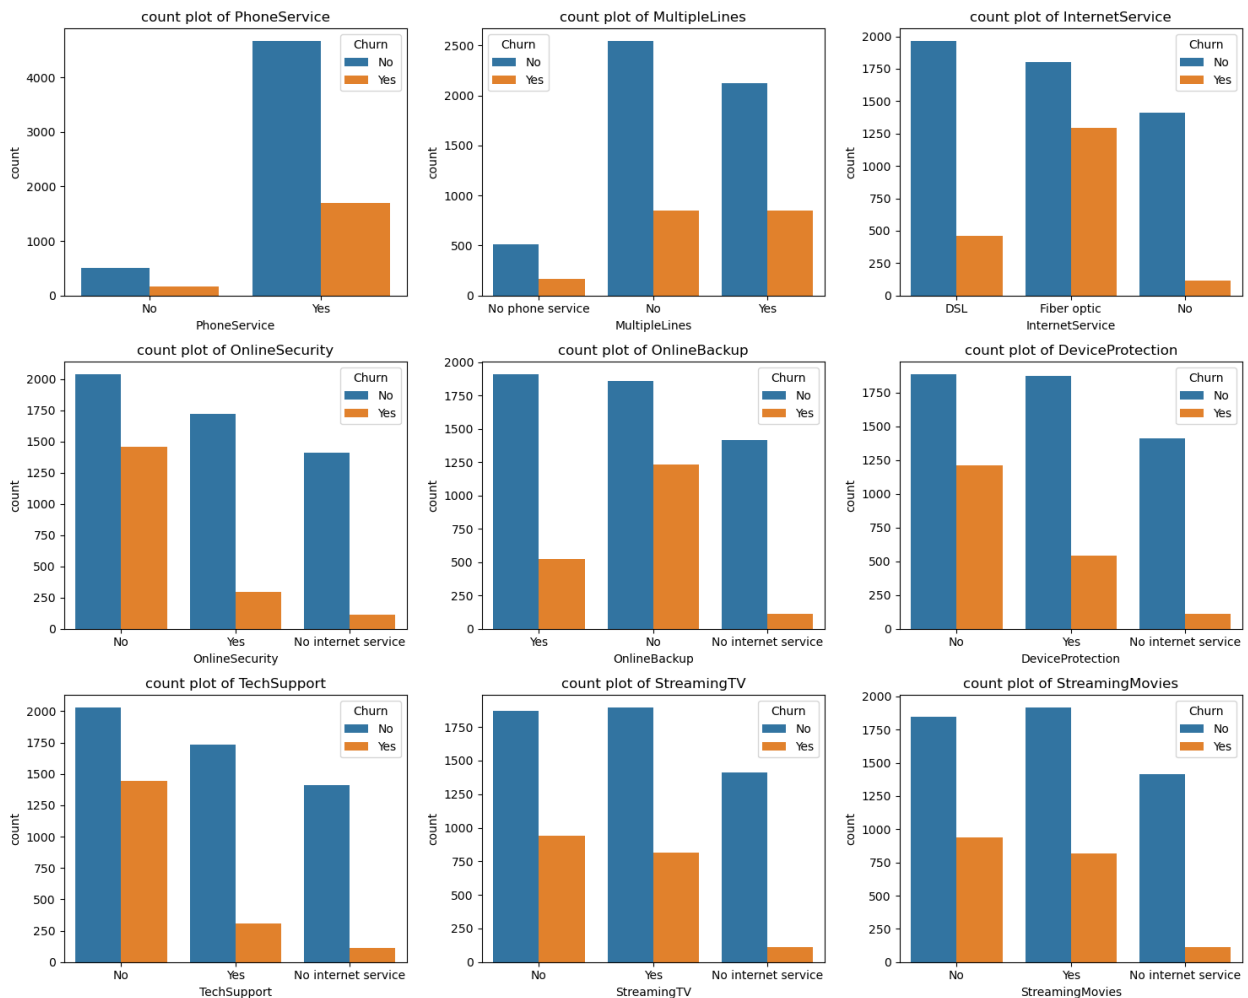 count plot of PhoneService
Churn
No
Yes
4000
3000
2000
1000
0
count
No
Yes
PhoneService
count plot of MultipleLines
Churn
No
Yes
2500
2000
1500
1000
500
0
count
No phone service
No
Yes
MultipleLines
count plot of InternetService
Churn
No
Yes
2000
1750
1500
1250
1000
750
500
250
0
count
DSL
Fiber optic
No
InternetService
count plot of OnlineSecurity
Churn
No
Yes
2000
1750
1500
1250
1000
750
500
250
0
count
No
Yes
No internet service
OnlineSecurity
count plot of OnlineBackup
Churn
No
Yes
2000
1750
1500
1250
1000
750
500
250
0
count
Yes
No
No internet service
OnlineBackup
count plot of DeviceProtection
Churn
No
Yes
1750
1500
1250
1000
750
500
250
0
count
No
Yes
No internet service
DeviceProtection
count plot of TechSupport
Churn
No
Yes
2000
1750
1500
1250
1000
750
500
250
0
count
No
Yes
No internet service
TechSupport
count plot of StreamingTV
Churn
No
Yes
1750
1500
1250
1000
750
500
250
0
count
No
Yes
No internet service
StreamingTV
count plot of StreamingMovies
Churn
No
Yes
2000
1750
1500
1250
1000
750
500
250
0
count
No
Yes
No internet service
StreamingMovies